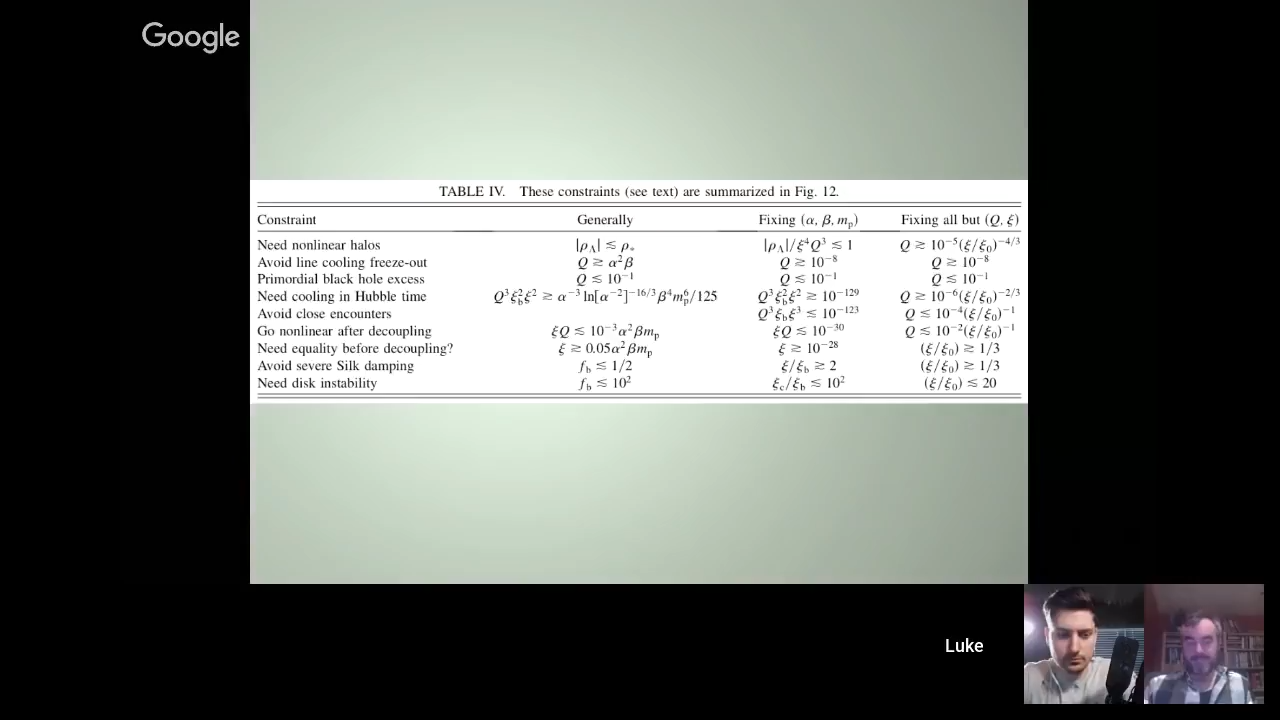 Google
TABLE IV. These constraints (see text) are summarized in Fig. 12.
Constraint Generally Fixing (α, β, mₚ) Fixing all but (Q, ξ)
Need nonlinear halos |ρ_Λ| ≲ ρ_* |ρ_Λ|/ξ⁴Q³ ≲ 1 Q ≳ 10⁻⁵(ξ/ξ₀)^{-4/3}
Avoid line cooling freeze-out Q ≳ α²β Q ≳ 10⁻⁸ Q ≳ 10⁻⁸
Primordial black hole excess Q ≲ 10⁻¹ Q ≲ 10⁻¹ Q ≲ 10⁻¹
Need cooling in Hubble time Q³ξ_b²ξ² ≳ α⁻³ ln[α⁻²]^{-16/3}β⁴mₚ⁶/125 Q³ξ_b²ξ² ≳ 10⁻¹²⁹ Q ≳ 10⁻⁶(ξ/ξ₀)^{-2/3}
Avoid close encounters Q³ξ_bξ³ ≲ 10⁻¹²³ Q ≲ 10⁻⁴(ξ/ξ₀)⁻¹
Go nonlinear after decoupling ξQ ≲ 10⁻³α²βmₚ ξQ ≲ 10⁻³⁰ Q ≲ 10⁻²(ξ/ξ₀)⁻¹
Need equality before decoupling? ξ ≳ 0.05α²βmₚ ξ ≳ 10⁻²⁸ (ξ/ξ₀) ≳ 1/3
Avoid severe Silk damping f_b ≲ 1/2 ξ/ξ_b ≳ 2 (ξ/ξ₀) ≳ 1/3
Need disk instability f_b ≲ 10² ξ_c/ξ_b ≲ 10² (ξ/ξ₀) ≲ 20
Luke